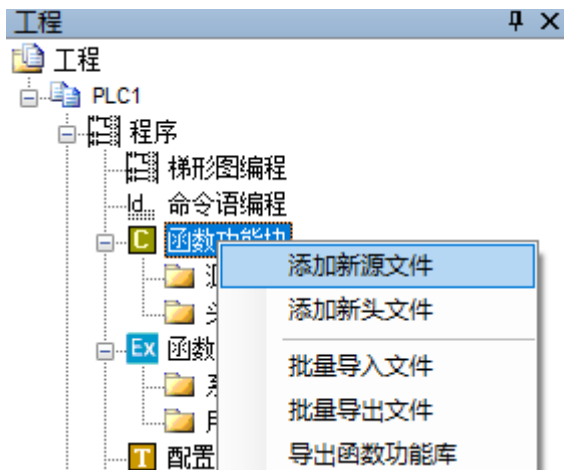 工程
工程
PLC1
程序
梯形图编程
命令语编程
函数功能块
添加新源文件
添加新头文件
函数
批量导入文件
批量导出文件
配置
导出函数功能库